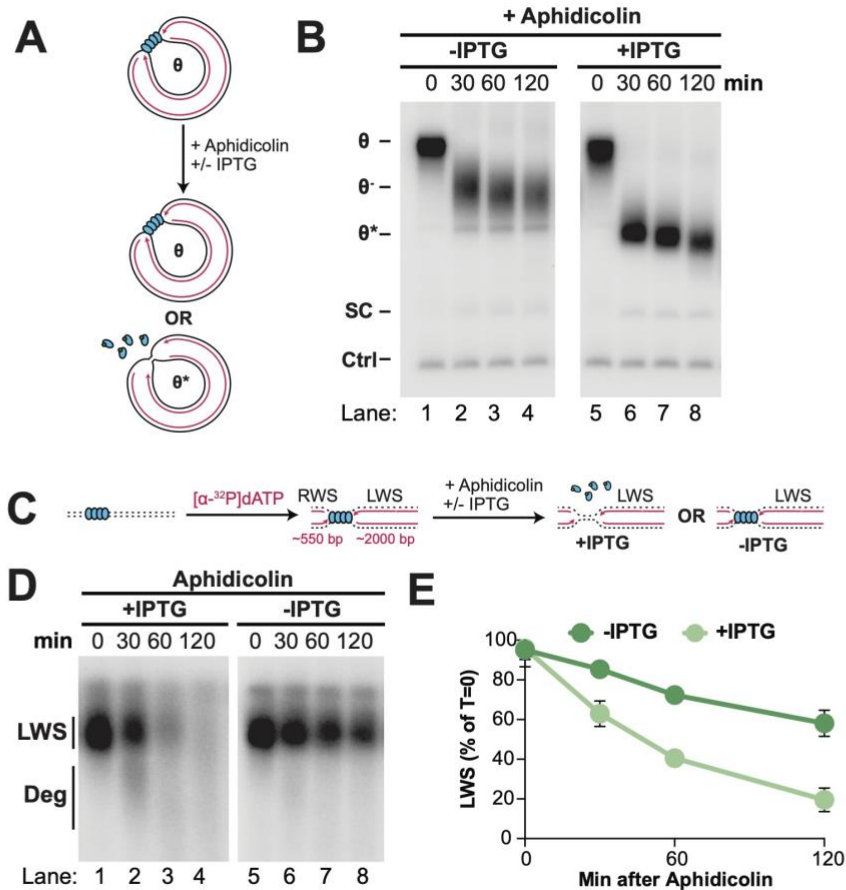 A
θ
+ Aphidicolin
+/- IPTG
θ
OR
θ*
B
+ Aphidicolin
-IPTG +IPTG
0 30 60 120 0 30 60 120 min
θ
θ-
θ*
SC
Ctrl
Lane: 1 2 3 4 5 6 7 8
C
[α-³²P]dATP
RWS LWS
~550 bp ~2000 bp
+ Aphidicolin
+/- IPTG
LWS
+IPTG
OR
LWS
-IPTG
D
Aphidicolin
+IPTG -IPTG
min 0 30 60 120 0 30 60 120
LWS
Deg
Lane: 1 2 3 4 5 6 7 8
E
-IPTG +IPTG
LWS (% of T=0)
100
80
60
40
20
0
0 60 120
Min after Aphidicolin